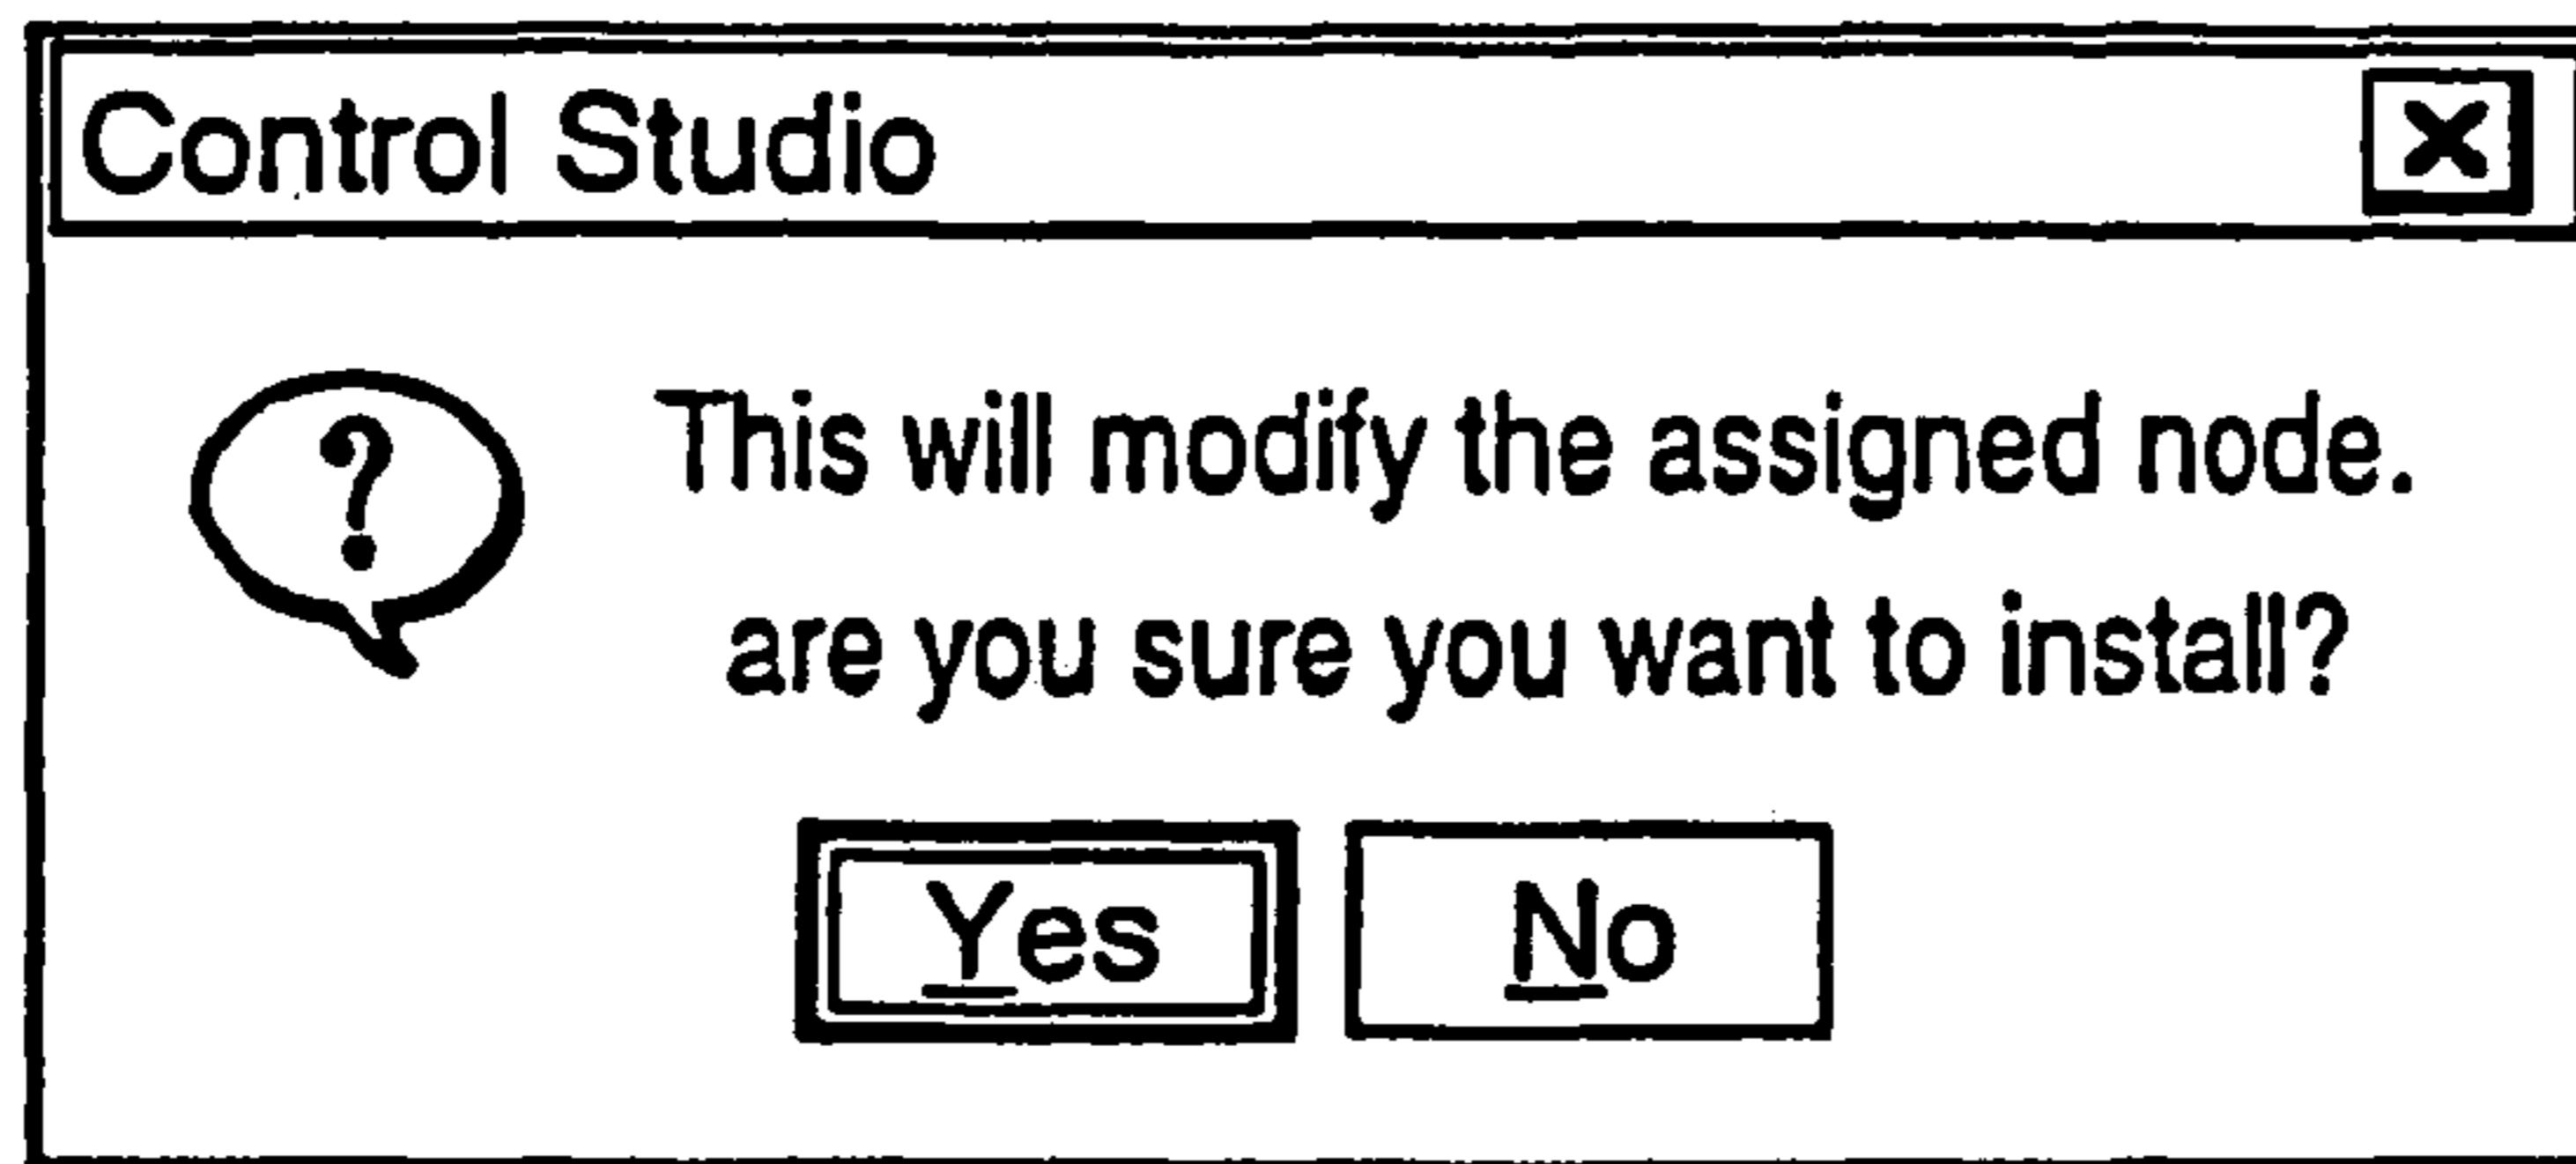 Control Studio
This will modify the assigned node.
are you sure you want to install?
Yes No